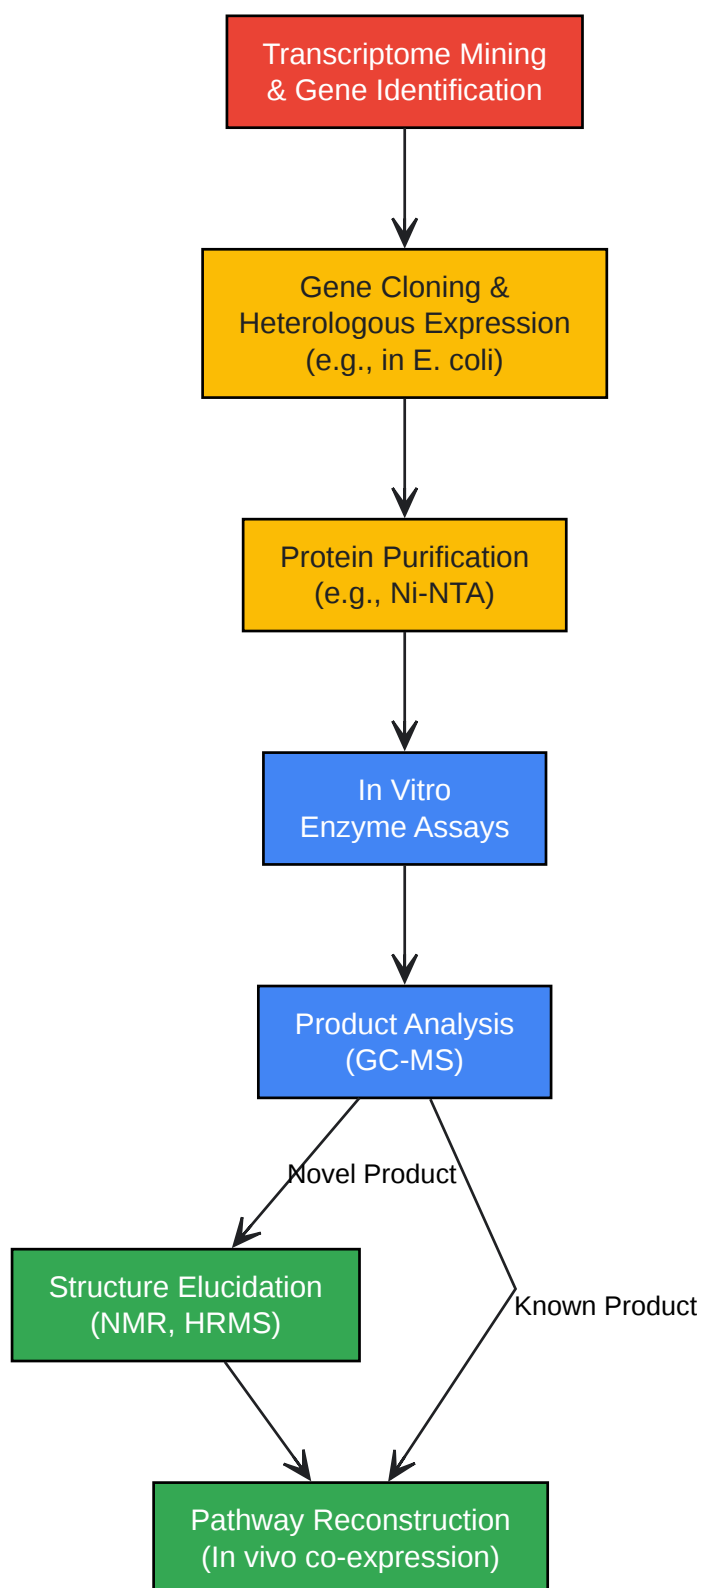 Transcriptome Mining
& Gene Identification
Gene Cloning &
Heterologous Expression
(e.g., in E. coli)
Protein Purification
(e.g., Ni-NTA)
In Vitro
Enzyme Assays
Product Analysis
(GC-MS)
Novel Product
Structure Elucidation
(NMR, HRMS)
Known Product
Pathway Reconstruction
(In vivo co-expression)